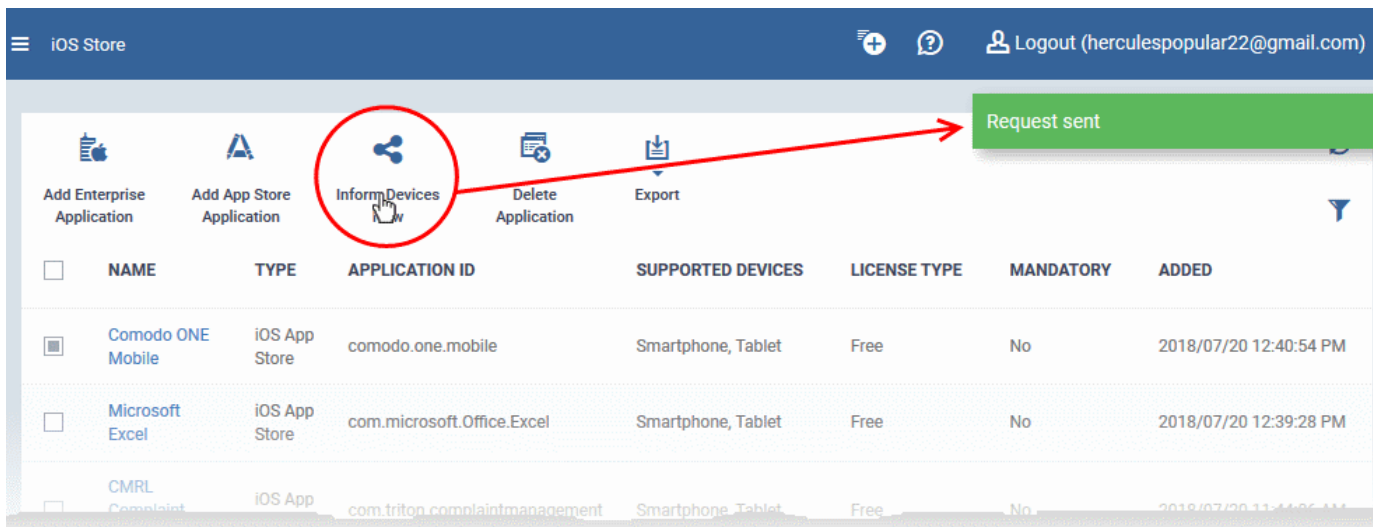 iOS Store
Logout (herculespopular22@gmail.com)
Request sent
Add Enterprise
Application
Add App Store
Application
Inform Devices
Delete
Application
Export
NAME TYPE APPLICATION ID SUPPORTED DEVICES LICENSE TYPE MANDATORY ADDED
Comodo ONE
Mobile
iOS App
Store
comodo.one.mobile Smartphone, Tablet Free No 2018/07/20 12:40:54 PM
Microsoft
Excel
iOS App
Store
com.microsoft.Office.Excel Smartphone, Tablet Free No 2018/07/20 12:39:28 PM
CMRL
Complaint
iOS App
com.triton.complaintmanagement Smartphone, Tablet Free No